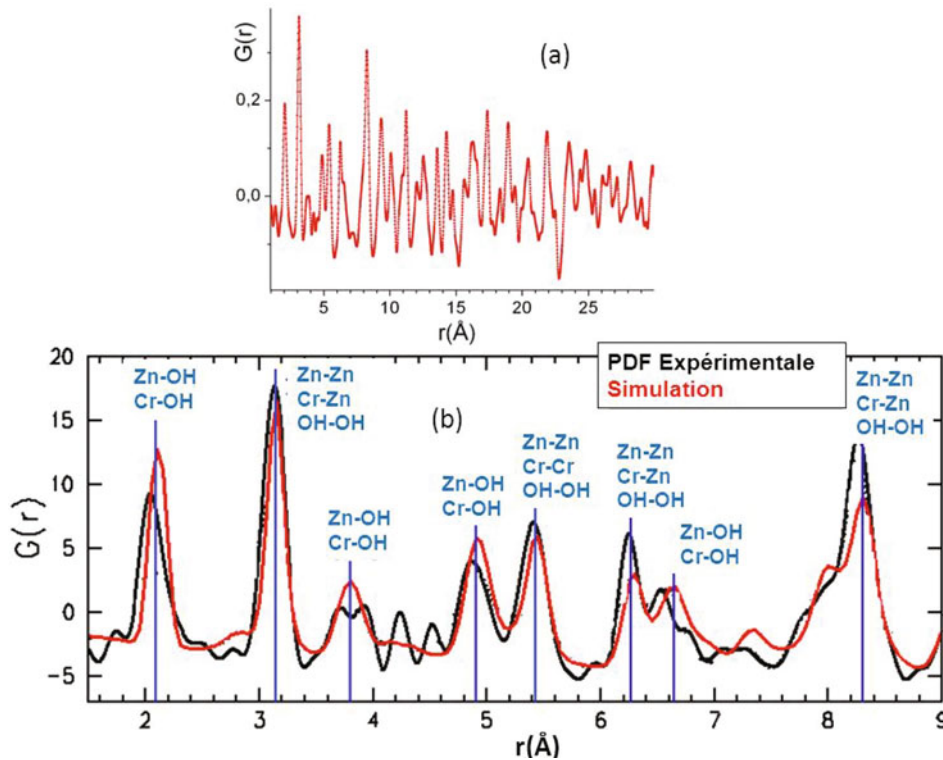 (a)
G(r)
0,2
0,0
5 10 15 20 25
r(Å)
PDF Expérimentale
Simulation
(b)
Zn-OH
Cr-OH
Zn-Zn
Cr-Zn
OH-OH
Zn-OH
Cr-OH
Zn-OH
Cr-OH
Zn-Zn
Cr-Cr
OH-OH
Zn-Zn
Cr-Zn
OH-OH
Zn-OH
Cr-OH
Zn-Zn
Cr-Zn
OH-OH
G(r)
20
15
10
5
0
−5
2 3 4 5 6 7 8 9
r(Å)